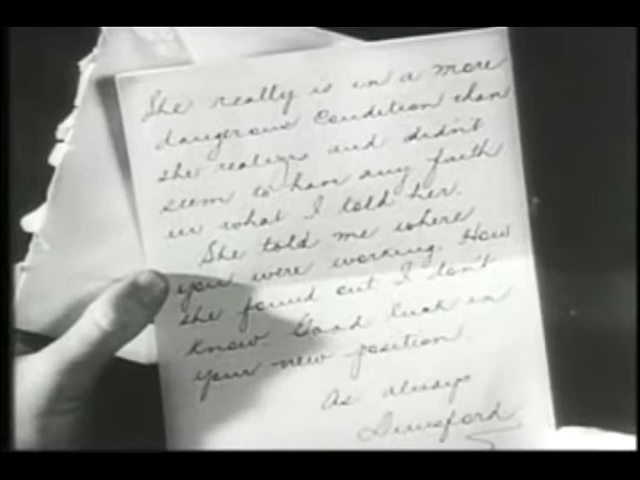 She really is in a more
dangerous condition than
she realizes and didn't
seem to have any faith
in what I told her.
She told me where
you were working. How
she found out I don't
know. Good luck in
your new position.
As always
Dunsford